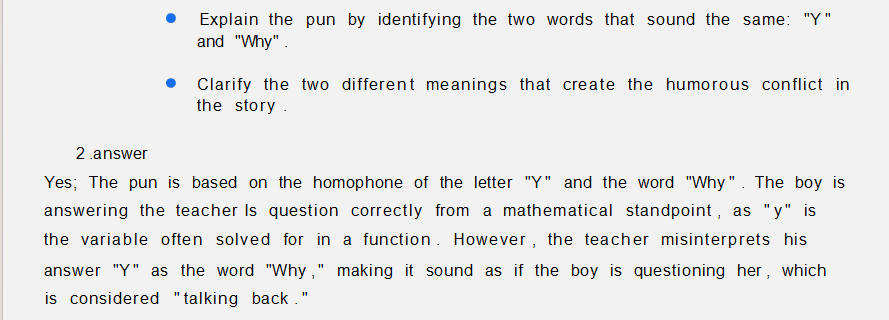 Explain the pun by identifying the two words that sound the same: "Y"
and "Why".
Clarify the two different meanings that create the humorous conflict in
the story .
2 .answer
Yes; The pun is based on the homophone of the letter "Y" and the word "Why" . The boy is
answering the teacher Is question correctly from a mathematical standpoint , as "y" is
the variable often solved for in a function . However , the teacher misinterprets his
answer "Y" as the word "Why ," making it sound as if the boy is questioning her , which
is considered "talking back ."